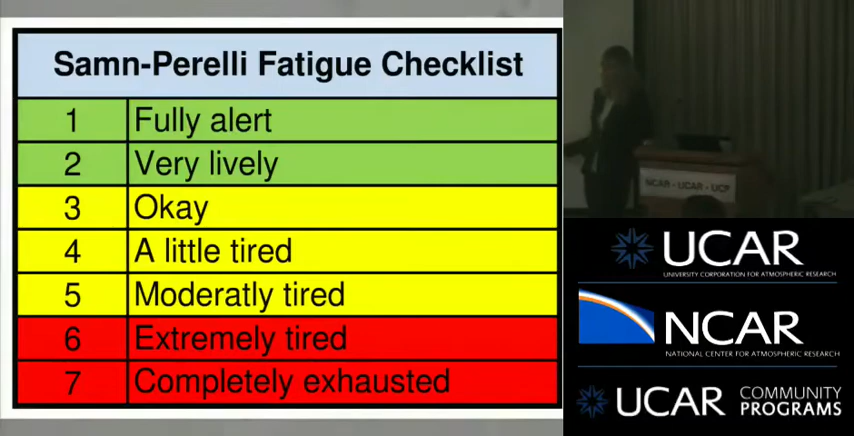 Samn-Perelli Fatigue Checklist
1 Fully alert
2 Very lively
3 Okay
4 A little tired
5 Moderatly tired
6 Extremely tired
7 Completely exhausted
NCAR - UCAR - UCP
UCAR
UNIVERSITY CORPORATION FOR ATMOSPHERIC RESEARCH
NCAR
NATIONAL CENTER FOR ATMOSPHERIC RESEARCH
UCAR COMMUNITY
PROGRAMS